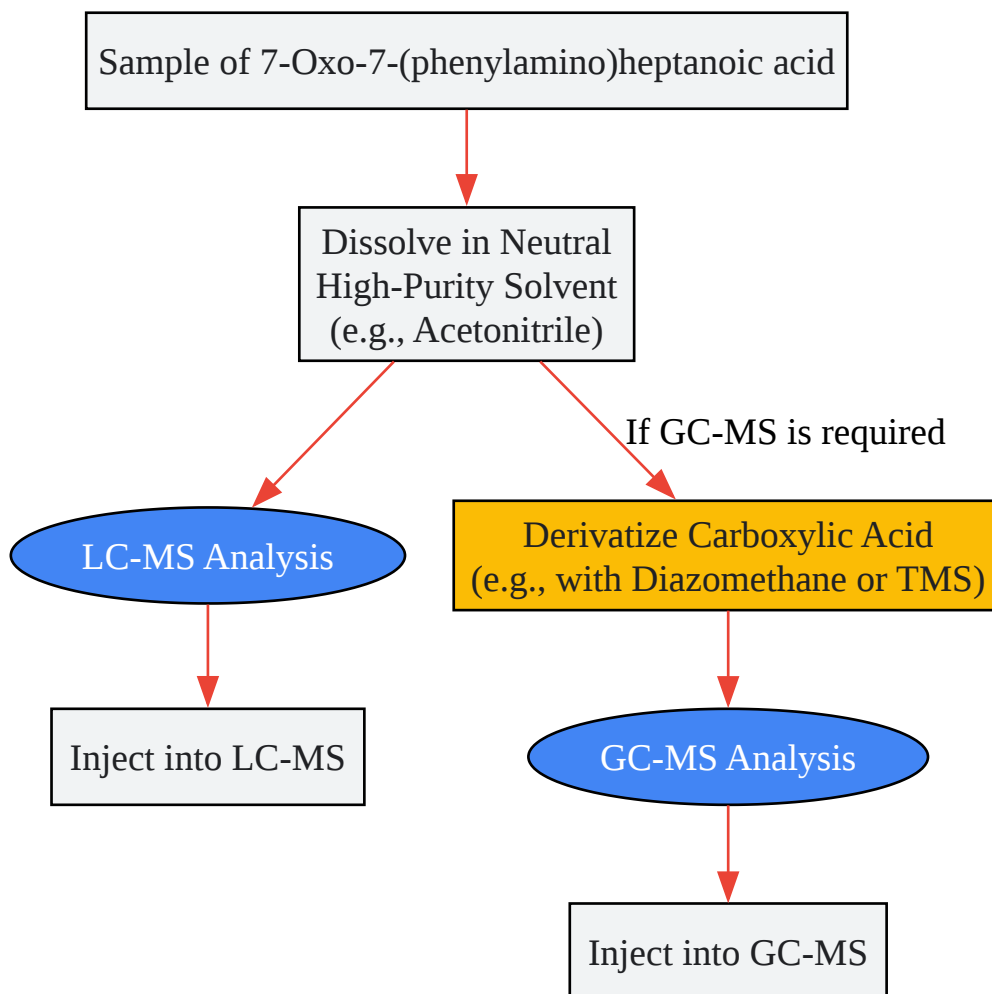 Sample of 7-Oxo-7-(phenylamino)heptanoic acid
Dissolve in Neutral
High-Purity Solvent
(e.g., Acetonitrile)
If GC-MS is required
LC-MS Analysis
Derivatize Carboxylic Acid
(e.g., with Diazomethane or TMS)
Inject into LC-MS
GC-MS Analysis
Inject into GC-MS